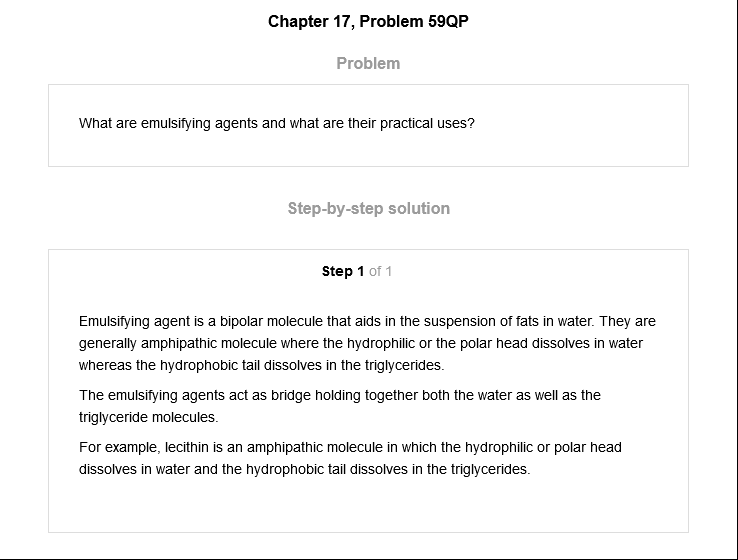 Chapter 17, Problem 59QP
Problem
What are emulsifying agents and what are their practical uses?
Step-by-step solution
Step 1 of 1
Emulsifying agent is a bipolar molecule that aids in the suspension of fats in water. They are
generally amphipathic molecule where the hydrophilic or the polar head dissolves in water
whereas the hydrophobic tail dissolves in the triglycerides.
The emulsifying agents act as bridge holding together both the water as well as the
triglyceride molecules.
For example, lecithin is an amphipathic molecule in which the hydrophilic or polar head
dissolves in water and the hydrophobic tail dissolves in the triglycerides.